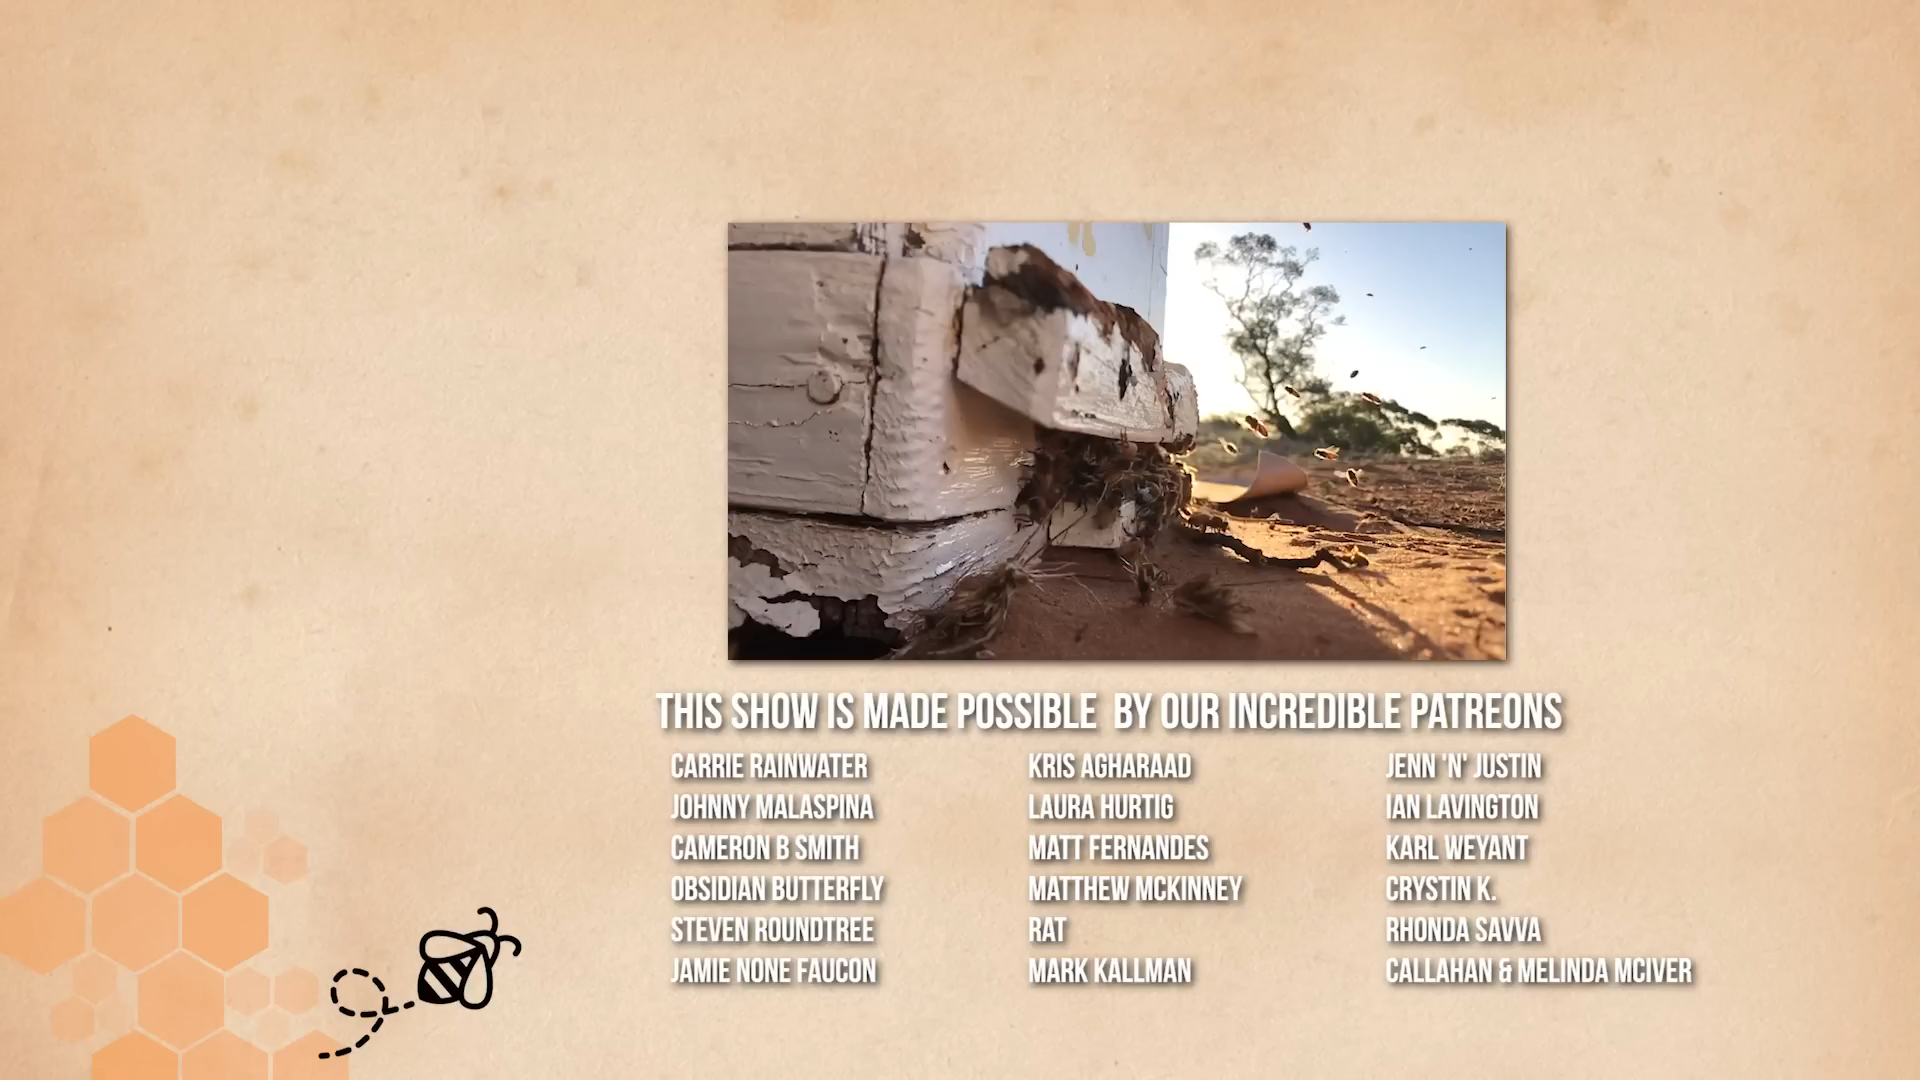 THIS SHOW IS MADE POSSIBLE BY OUR INCREDIBLE PATREONS
CARRIE RAINWATER
JOHNNY MALASPINA
CAMERON B SMITH
OBSIDIAN BUTTERFLY
STEVEN ROUNDTREE
JAMIE NONE FAUCON
KRIS AGHARAAD
LAURA HURTIG
MATT FERNANDES
MATTHEW MCKINNEY
RAT
MARK KALLMAN
JENN 'N' JUSTIN
IAN LAVINGTON
KARL WEYANT
CRYSTIN K.
RHONDA SAVVA
CALLAHAN & MELINDA MCIVER